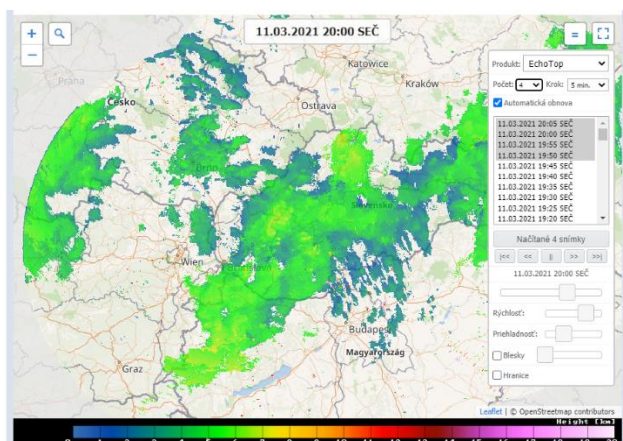 +
−
11.03.2021 20:00 SEČ
=
Katowice
Kraków
Praha
Česko
Ostrava
Brno
Slovensko
Wien
Bratislava
Budapest
Magyarország
Graz
Produkt: EchoTop
Počet: 4 Krok: 5 min.
Automatická obnova
11.03.2021 20:05 SEČ
11.03.2021 20:00 SEČ
11.03.2021 19:55 SEČ
11.03.2021 19:50 SEČ
11.03.2021 19:45 SEČ
11.03.2021 19:40 SEČ
11.03.2021 19:35 SEČ
11.03.2021 19:30 SEČ
11.03.2021 19:25 SEČ
11.03.2021 19:20 SEČ
Načítané 4 snímky
|<< << || >> >>|
11.03.2021 20:00 SEČ
Rýchlosť:
Priehľadnosť:
Blesky
Hranice
Leaflet | © OpenStreetmap contributors
Height [km]